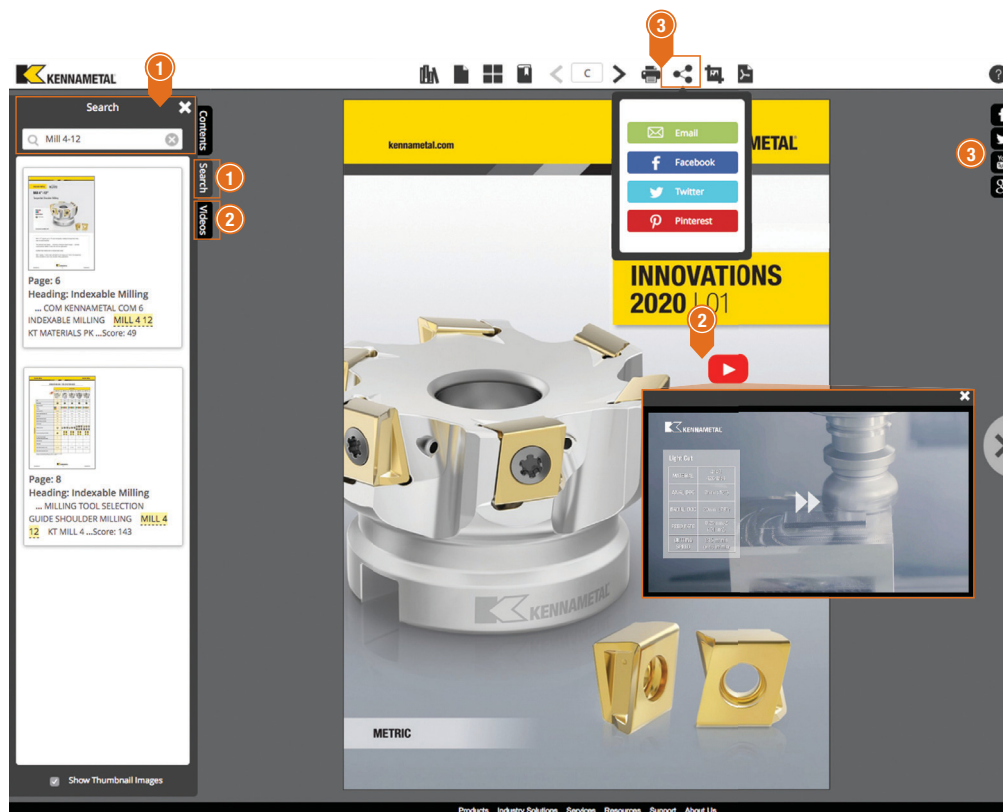 3
KENNAMETAL
1
C
?
Search
Mill 4-12
Contents
Search
1
Videos
2
Page: 6
Heading: Indexable Milling
... COM KENNAMETAL COM 6
INDEXABLE MILLING MILL 4 12
KT MATERIALS PK ...Score: 49
Page: 8
Heading: Indexable Milling
... MILLING TOOL SELECTION
GUIDE SHOULDER MILLING MILL 4
12 KT MILL 4 ...Score: 143
Show Thumbnail Images
kennametal.com
METAL
Email
Facebook
Twitter
Pinterest
3
INNOVATIONS
2020 | 01
2
KENNAMETAL
Light Cut
KENNAMETAL
METRIC
Products Industry Solutions Services Resources Support About Us